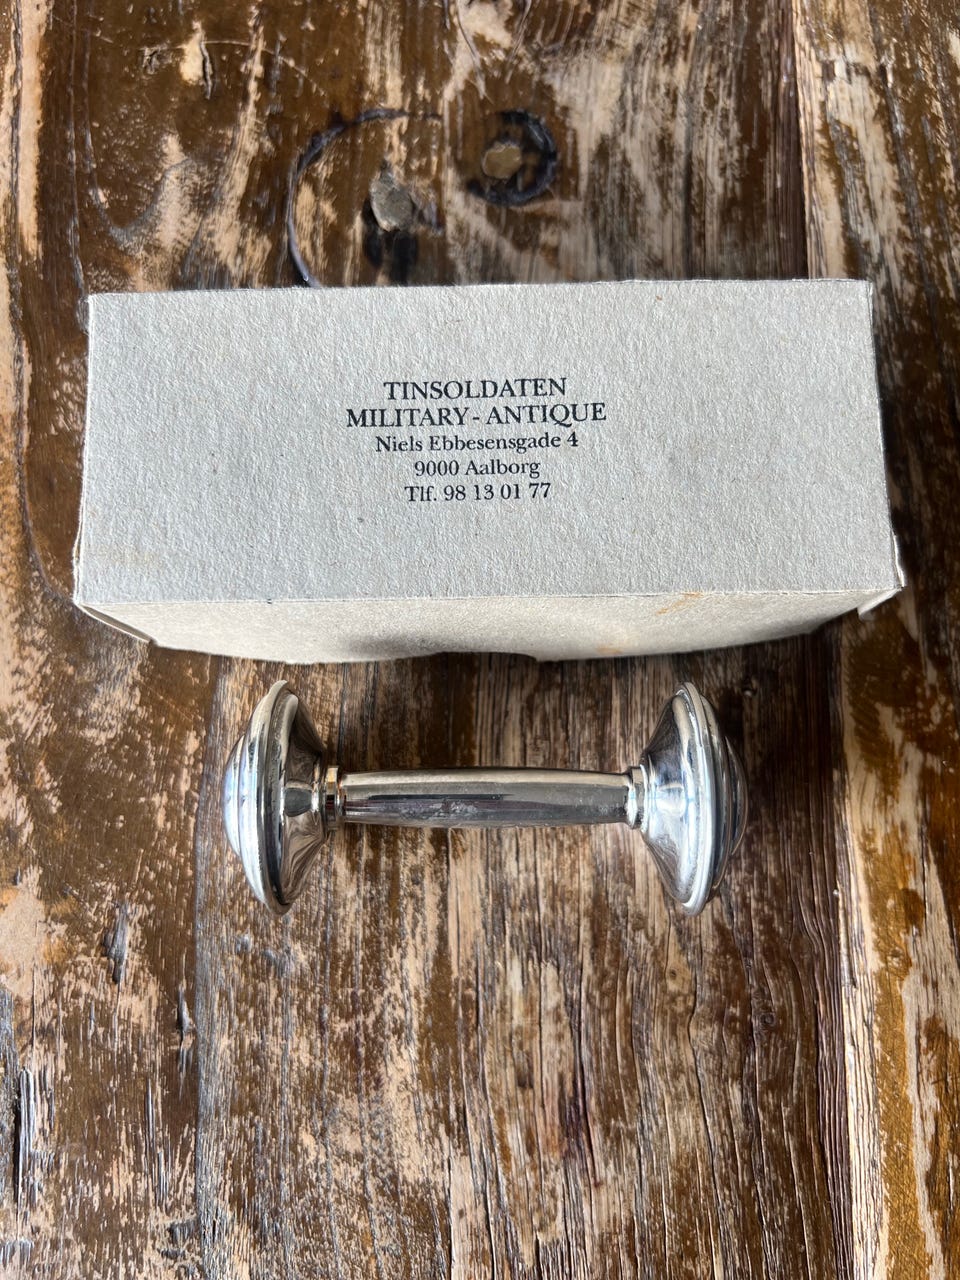 TINSOLDATEN
MILITARY - ANTIQUE
Niels Ebbesensgade 4
9000 Aalborg
Tlf. 98 13 01 77